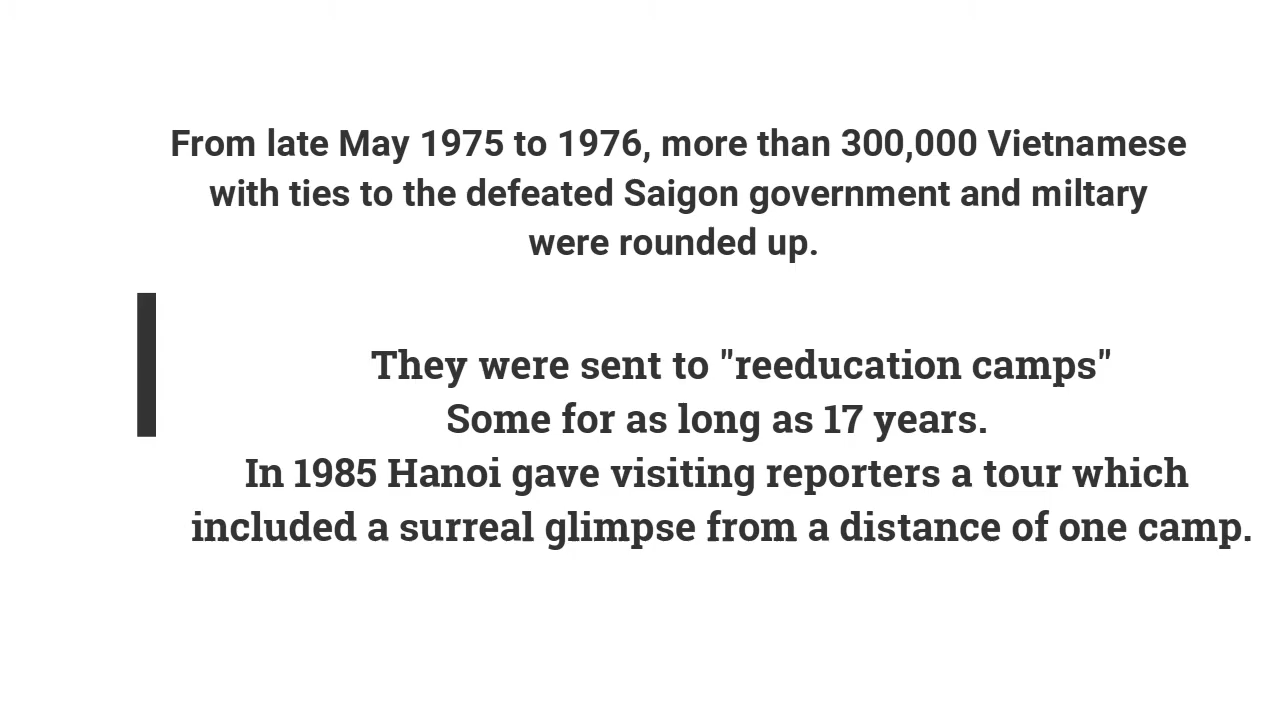 From late May 1975 to 1976, more than 300,000 Vietnamese
with ties to the defeated Saigon government and miltary
were rounded up.
They were sent to "reeducation camps"
Some for as long as 17 years.
In 1985 Hanoi gave visiting reporters a tour which
included a surreal glimpse from a distance of one camp.